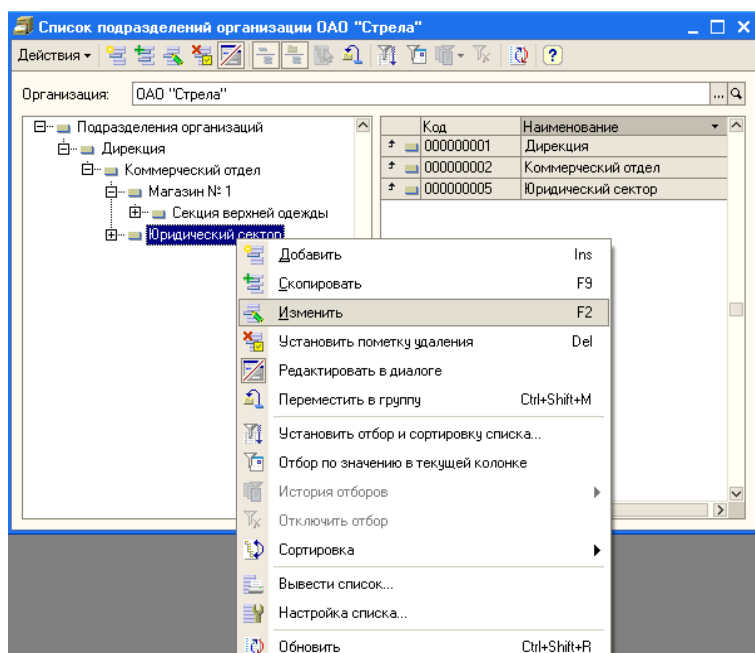 Список подразделений организации ОАО "Стрела"
Действия
Организация: ОАО "Стрела" ...
Подразделения организаций
Дирекция
Коммерческий отдел
Магазин № 1
Секция верхней одежды
Юридический сектор
Код Наименование
000000001 Дирекция
000000002 Коммерческий отдел
000000005 Юридический сектор
Добавить Ins
Скопировать F9
Изменить F2
Установить пометку удаления Del
Редактировать в диалоге
Переместить в группу Ctrl+Shift+M
Установить отбор и сортировку списка...
Отбор по значению в текущей колонке
История отборов
Отключить отбор
Сортировка
Вывести список...
Настройка списка...
Обновить Ctrl+Shift+R